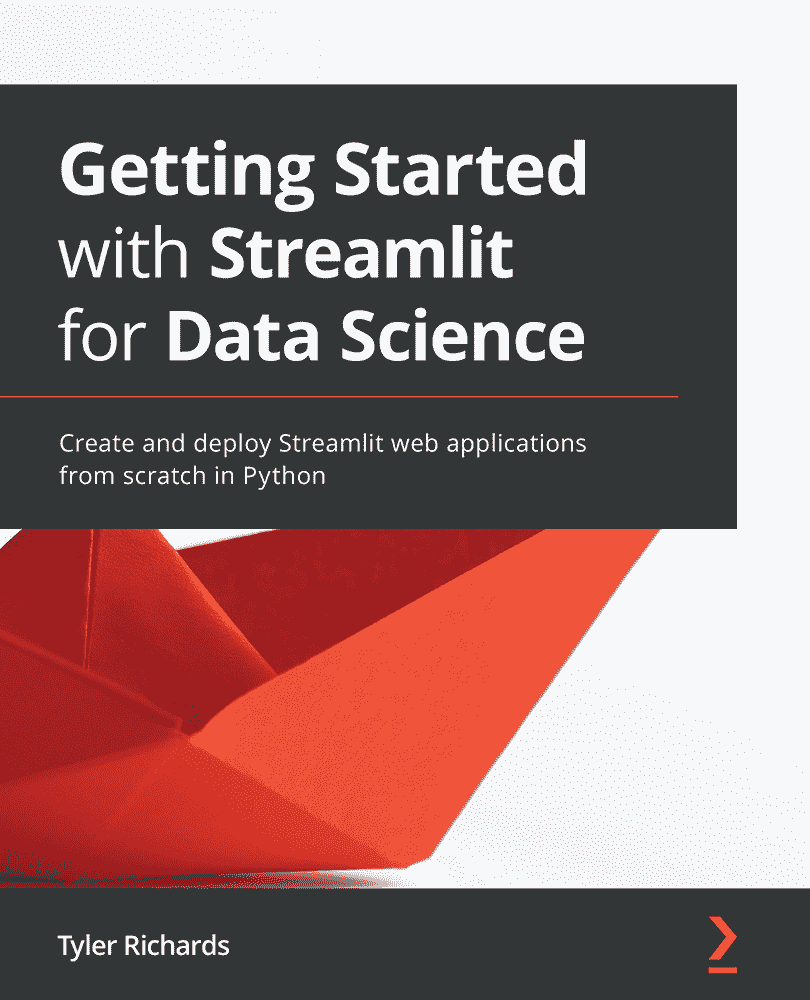 Getting Started
with Streamlit
for Data Science
Create and deploy Streamlit web applications
from scratch in Python
Tyler Richards